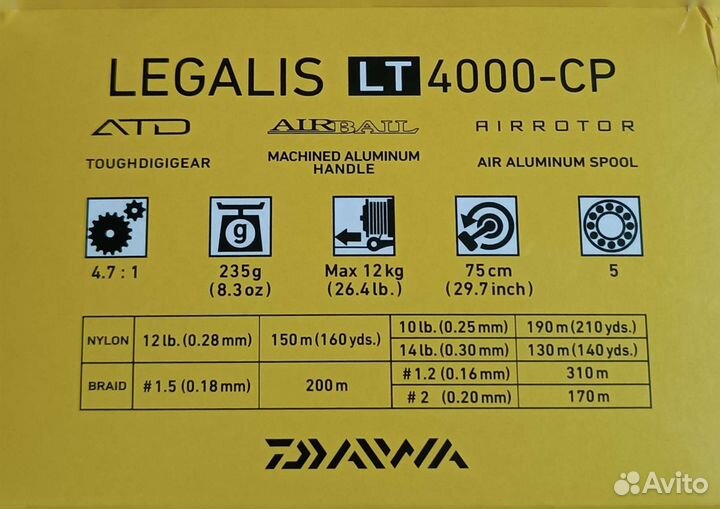 LEGALIS LT 4000-CP
ATD AIRBAIL AIRROTOR
TOUGHDIGIGEAR MACHINED ALUMINUM HANDLE AIR ALUMINUM SPOOL
g
4.7 : 1 235g (8.3oz) Max 12kg (26.4lb.) 75cm (29.7inch) 5
NYLON 12lb. (0.28mm) 150m (160yds.) 10lb. (0.25mm) 190m (210yds.)
14lb. (0.30mm) 130m (140yds.)
BRAID #1.5 (0.18mm) 200m #1.2 (0.16mm) 310m
#2 (0.20mm) 170m
DAIWA
Avito